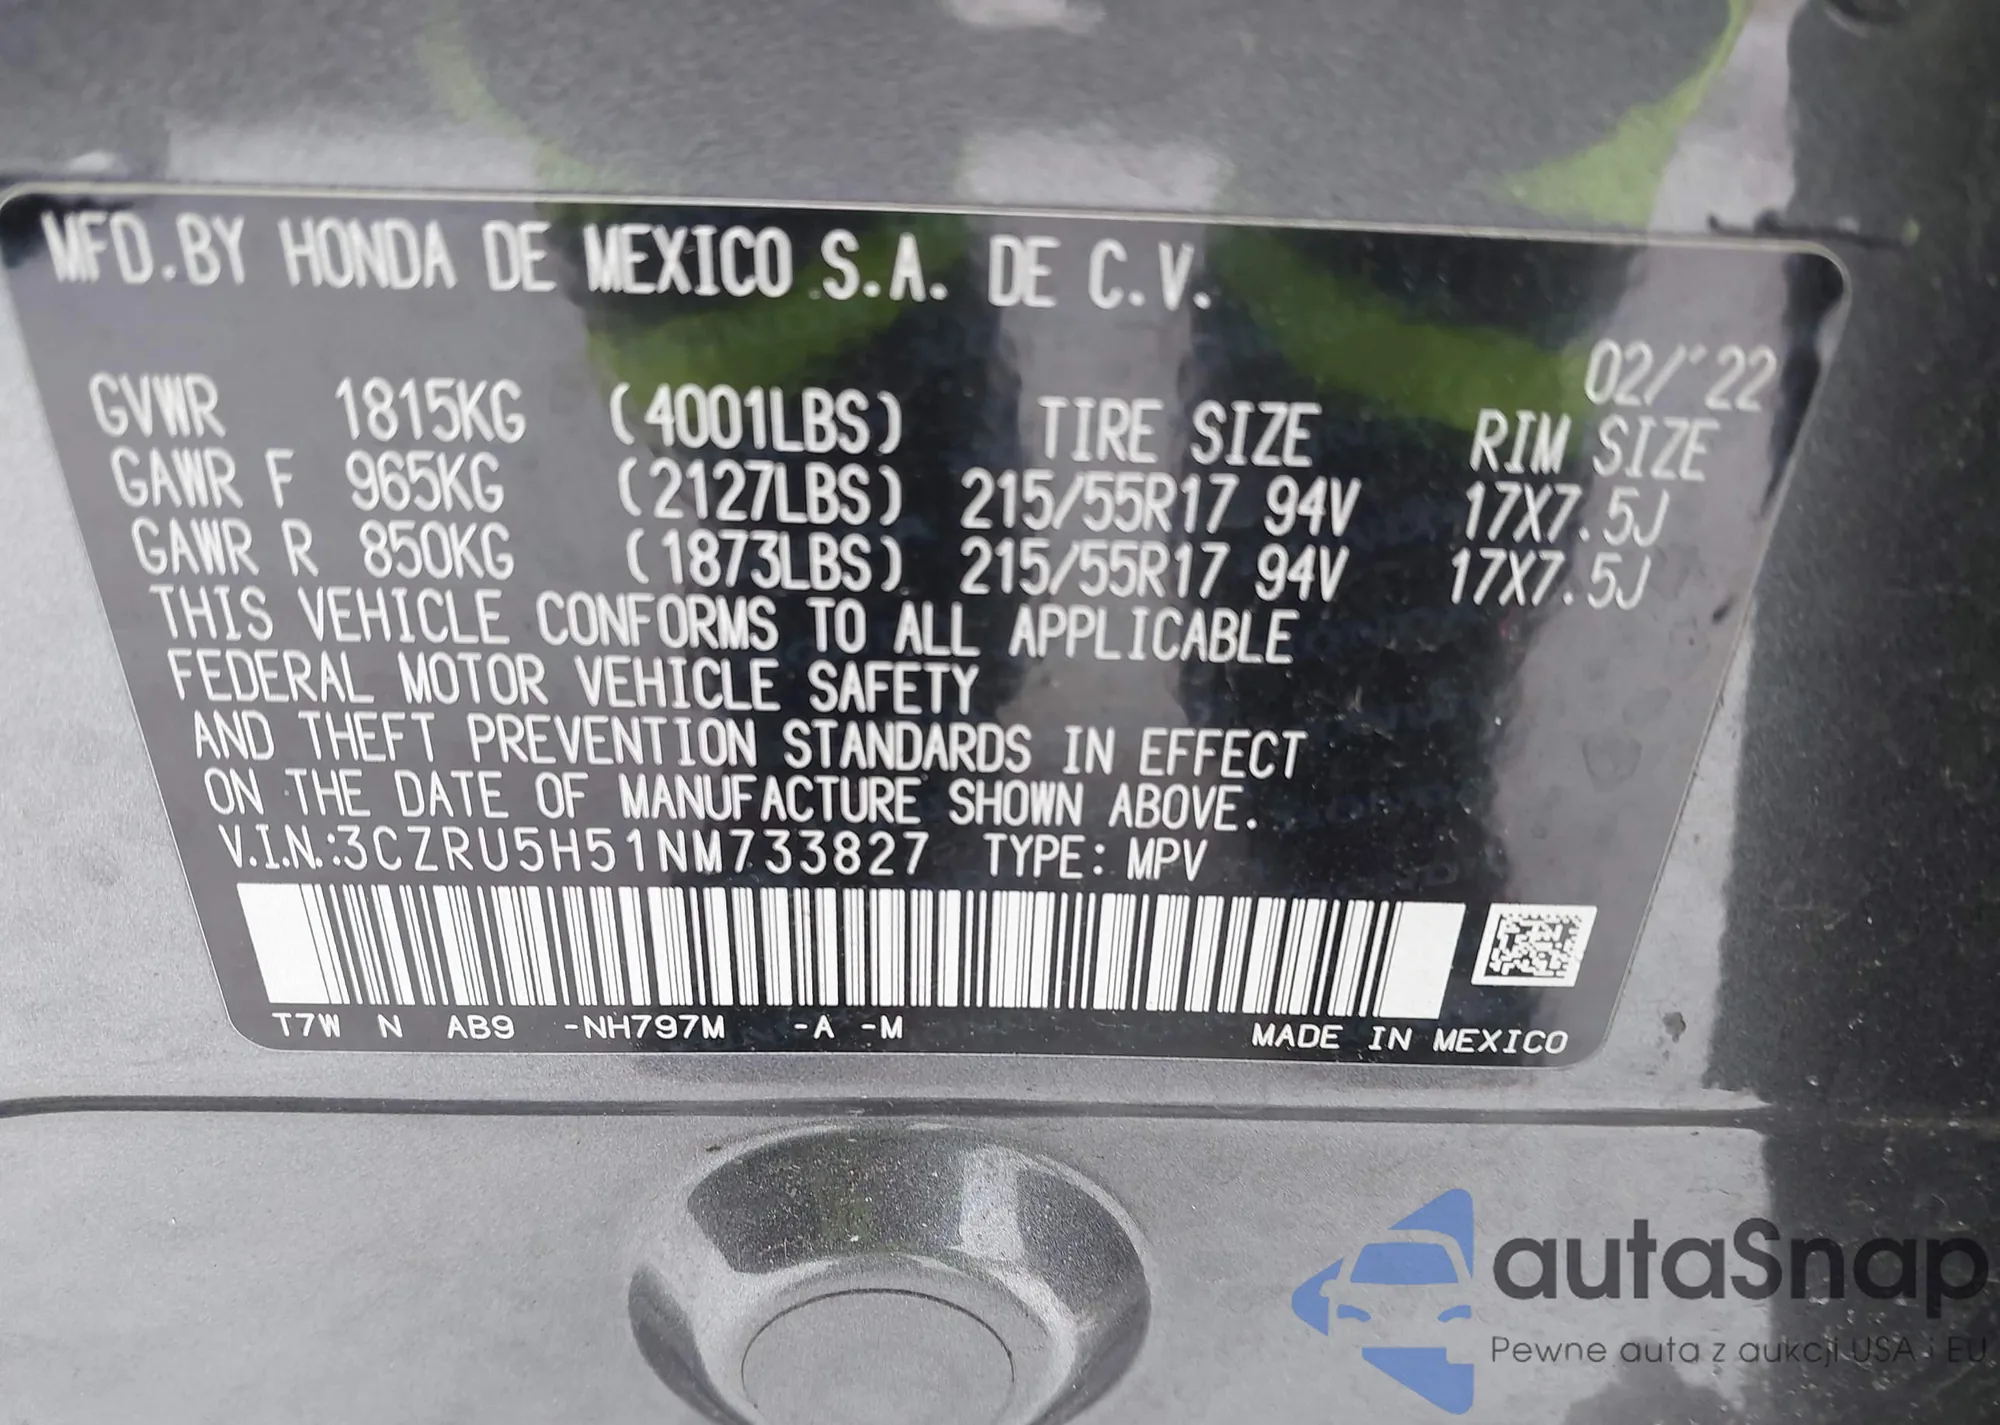 MFD.BY HONDA DE MEXICO S.A. DE C.V.
02/'22
GVWR 1815KG (4001LBS) TIRE SIZE RIM SIZE
GAWR F 965KG (2127LBS) 215/55R17 94V 17X7.5J
GAWR R 850KG (1873LBS) 215/55R17 94V 17X7.5J
THIS VEHICLE CONFORMS TO ALL APPLICABLE
FEDERAL MOTOR VEHICLE SAFETY
AND THEFT PREVENTION STANDARDS IN EFFECT
ON THE DATE OF MANUFACTURE SHOWN ABOVE.
V.I.N.:3CZRU5H51NM733827 TYPE: MPV
T7W N AB9 -NH797M -A -M MADE IN MEXICO
autaSnap
Pewne auta z aukcji USA i EU